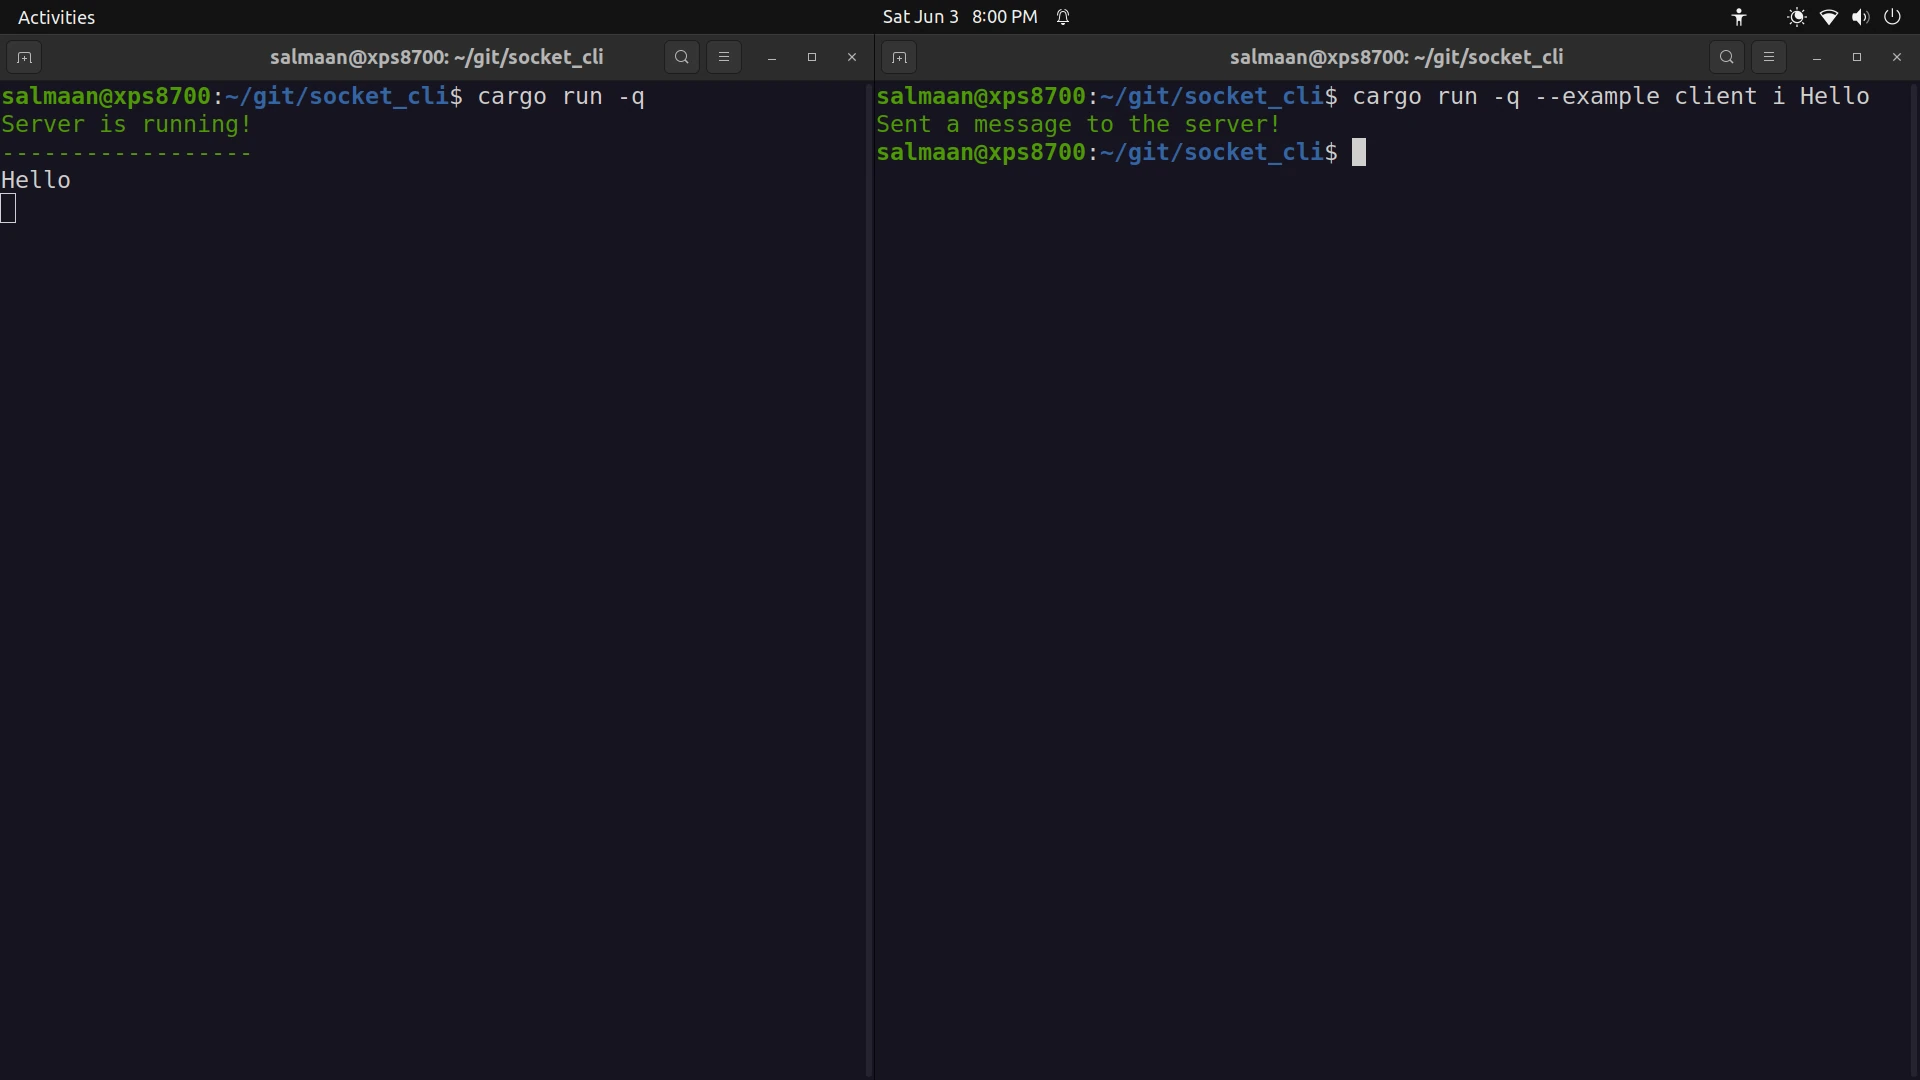 Activities
Sat Jun 3 8:00 PM
salmaan@xps8700: ~/git/socket_cli
salmaan@xps8700:~/git/socket_cli$ cargo run -q
Server is running!
------------------
Hello
salmaan@xps8700: ~/git/socket_cli
salmaan@xps8700:~/git/socket_cli$ cargo run -q --example client i Hello
Sent a message to the server!
salmaan@xps8700:~/git/socket_cli$